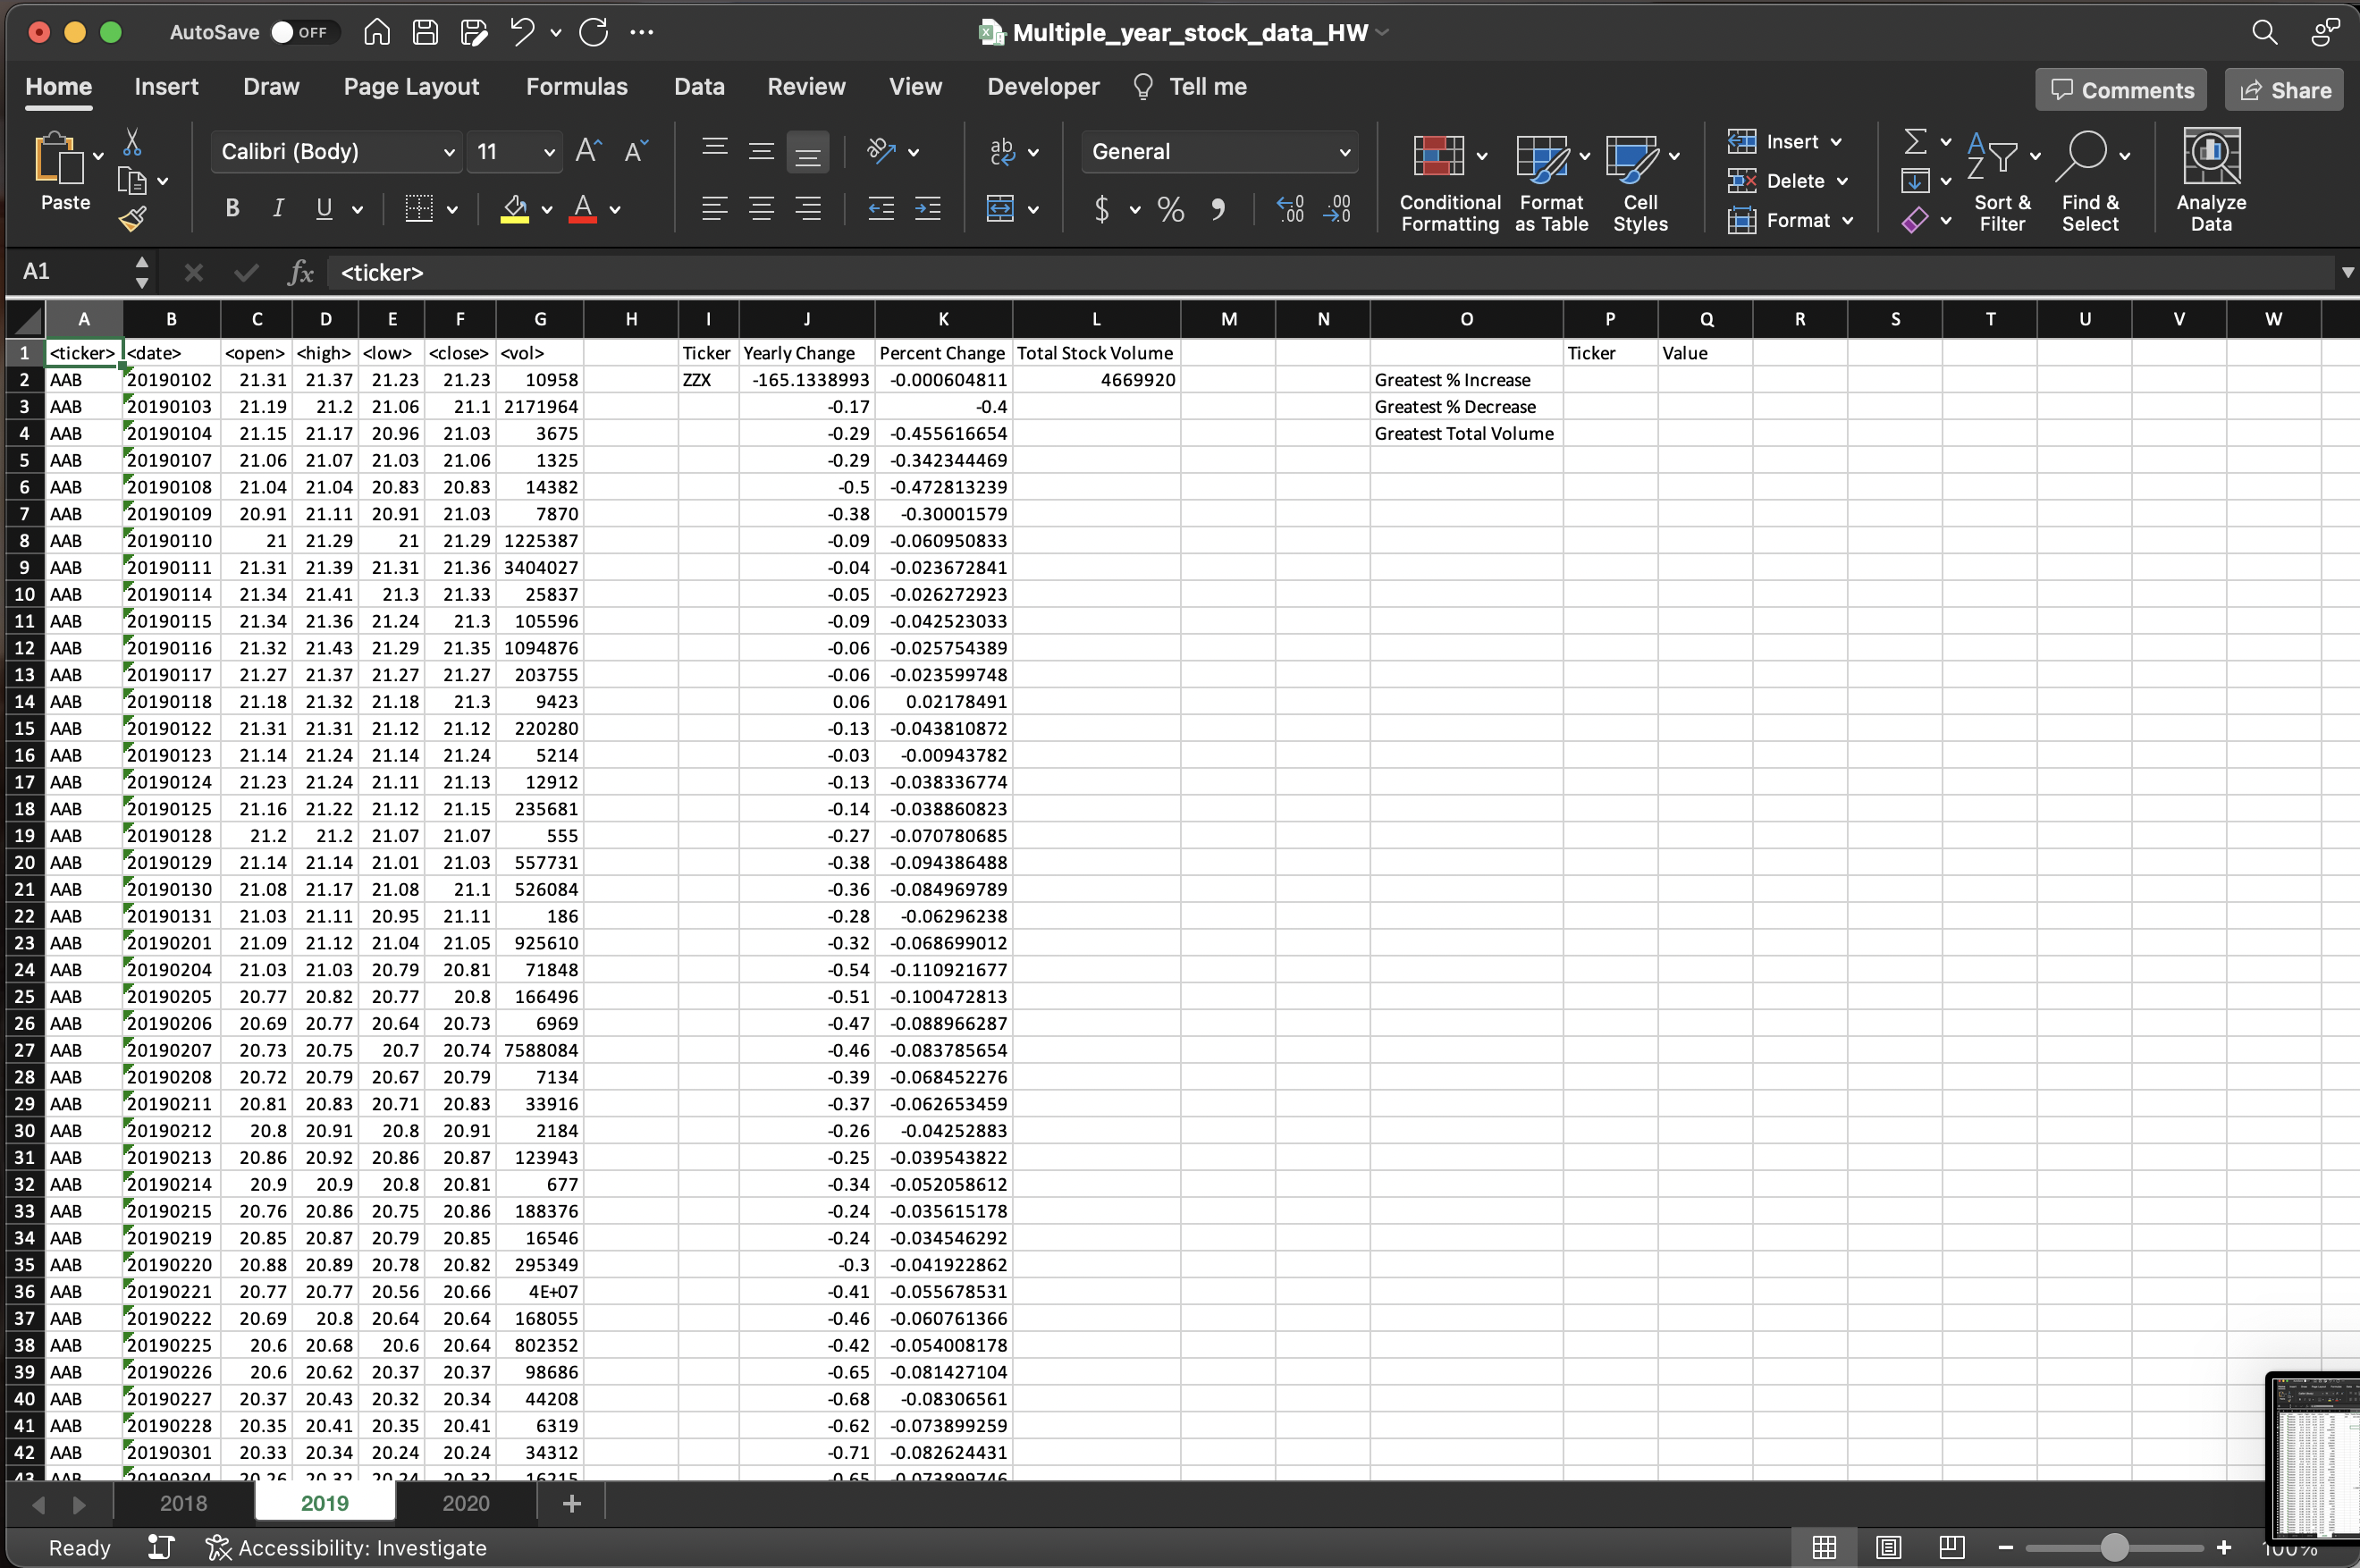 AutoSave OFF Multiple_year_stock_data_HW
Home Insert Draw Page Layout Formulas Data Review View Developer Tell me Comments Share
Paste Calibri (Body) 11 General Conditional Formatting Format as Table Cell Styles Insert Delete Format Sort & Filter Find & Select Analyze Data
A1 fx <ticker>
A B C D E F G H I J K L M N O P Q R S T U V W
1 <ticker> <date> <open> <high> <low> <close> <vol> Ticker Yearly Change Percent Change Total Stock Volume Ticker Value
2 AAB 20190102 21.31 21.37 21.23 21.23 10958 ZZX -165.1338993 -0.000604811 4669920 Greatest % Increase
3 AAB 20190103 21.19 21.2 21.06 21.1 2171964 -0.17 -0.4 Greatest % Decrease
4 AAB 20190104 21.15 21.17 20.96 21.03 3675 -0.29 -0.455616654 Greatest Total Volume
5 AAB 20190107 21.06 21.07 21.03 21.06 1325 -0.29 -0.342344469
6 AAB 20190108 21.04 21.04 20.83 20.83 14382 -0.5 -0.472813239
7 AAB 20190109 20.91 21.11 20.91 21.03 7870 -0.38 -0.30001579
8 AAB 20190110 21 21.29 21 21.29 1225387 -0.09 -0.060950833
9 AAB 20190111 21.31 21.39 21.31 21.36 3404027 -0.04 -0.023672841
10 AAB 20190114 21.34 21.41 21.3 21.33 25837 -0.05 -0.026272923
11 AAB 20190115 21.34 21.36 21.24 21.3 105596 -0.09 -0.042523033
12 AAB 20190116 21.32 21.43 21.29 21.35 1094876 -0.06 -0.025754389
13 AAB 20190117 21.27 21.37 21.27 21.27 203755 -0.06 -0.023599748
14 AAB 20190118 21.18 21.32 21.18 21.3 9423 0.06 0.02178491
15 AAB 20190122 21.31 21.31 21.12 21.12 220280 -0.13 -0.043810872
16 AAB 20190123 21.14 21.24 21.14 21.24 5214 -0.03 -0.00943782
17 AAB 20190124 21.23 21.24 21.11 21.13 12912 -0.13 -0.038336774
18 AAB 20190125 21.16 21.22 21.12 21.15 235681 -0.14 -0.038860823
19 AAB 20190128 21.2 21.2 21.07 21.07 555 -0.27 -0.070780685
20 AAB 20190129 21.14 21.14 21.01 21.03 557731 -0.38 -0.094386488
21 AAB 20190130 21.08 21.17 21.08 21.1 526084 -0.36 -0.084969789
22 AAB 20190131 21.03 21.11 20.95 21.11 186 -0.28 -0.06296238
23 AAB 20190201 21.09 21.12 21.04 21.05 925610 -0.32 -0.068699012
24 AAB 20190204 21.03 21.03 20.79 20.81 71848 -0.54 -0.110921677
25 AAB 20190205 20.77 20.82 20.77 20.8 166496 -0.51 -0.100472813
26 AAB 20190206 20.69 20.77 20.64 20.73 6969 -0.47 -0.088966287
27 AAB 20190207 20.73 20.75 20.7 20.74 7588084 -0.46 -0.083785654
28 AAB 20190208 20.72 20.79 20.67 20.79 7134 -0.39 -0.068452276
29 AAB 20190211 20.81 20.83 20.71 20.83 33916 -0.37 -0.062653459
30 AAB 20190212 20.8 20.91 20.8 20.91 2184 -0.26 -0.04252883
31 AAB 20190213 20.86 20.92 20.86 20.87 123943 -0.25 -0.039543822
32 AAB 20190214 20.9 20.9 20.8 20.81 677 -0.34 -0.052058612
33 AAB 20190215 20.76 20.86 20.75 20.86 188376 -0.24 -0.035615178
34 AAB 20190219 20.85 20.87 20.79 20.85 16546 -0.24 -0.034546292
35 AAB 20190220 20.88 20.89 20.78 20.82 295349 -0.3 -0.041922862
36 AAB 20190221 20.77 20.77 20.56 20.66 4E+07 -0.41 -0.055678531
37 AAB 20190222 20.69 20.8 20.64 20.64 168055 -0.46 -0.060761366
38 AAB 20190225 20.6 20.68 20.6 20.64 802352 -0.42 -0.054008178
39 AAB 20190226 20.6 20.62 20.37 20.37 98686 -0.65 -0.081427104
40 AAB 20190227 20.37 20.43 20.32 20.34 44208 -0.68 -0.08306561
41 AAB 20190228 20.35 20.41 20.35 20.41 6319 -0.62 -0.073899259
42 AAB 20190301 20.33 20.34 20.24 20.24 34312 -0.71 -0.082624431
43 AAB 20190304 20.26 20.32 20.24 20.32 16215 -0.65 -0.073899746
2018 2019 2020 +
Ready Accessibility: Investigate 100%